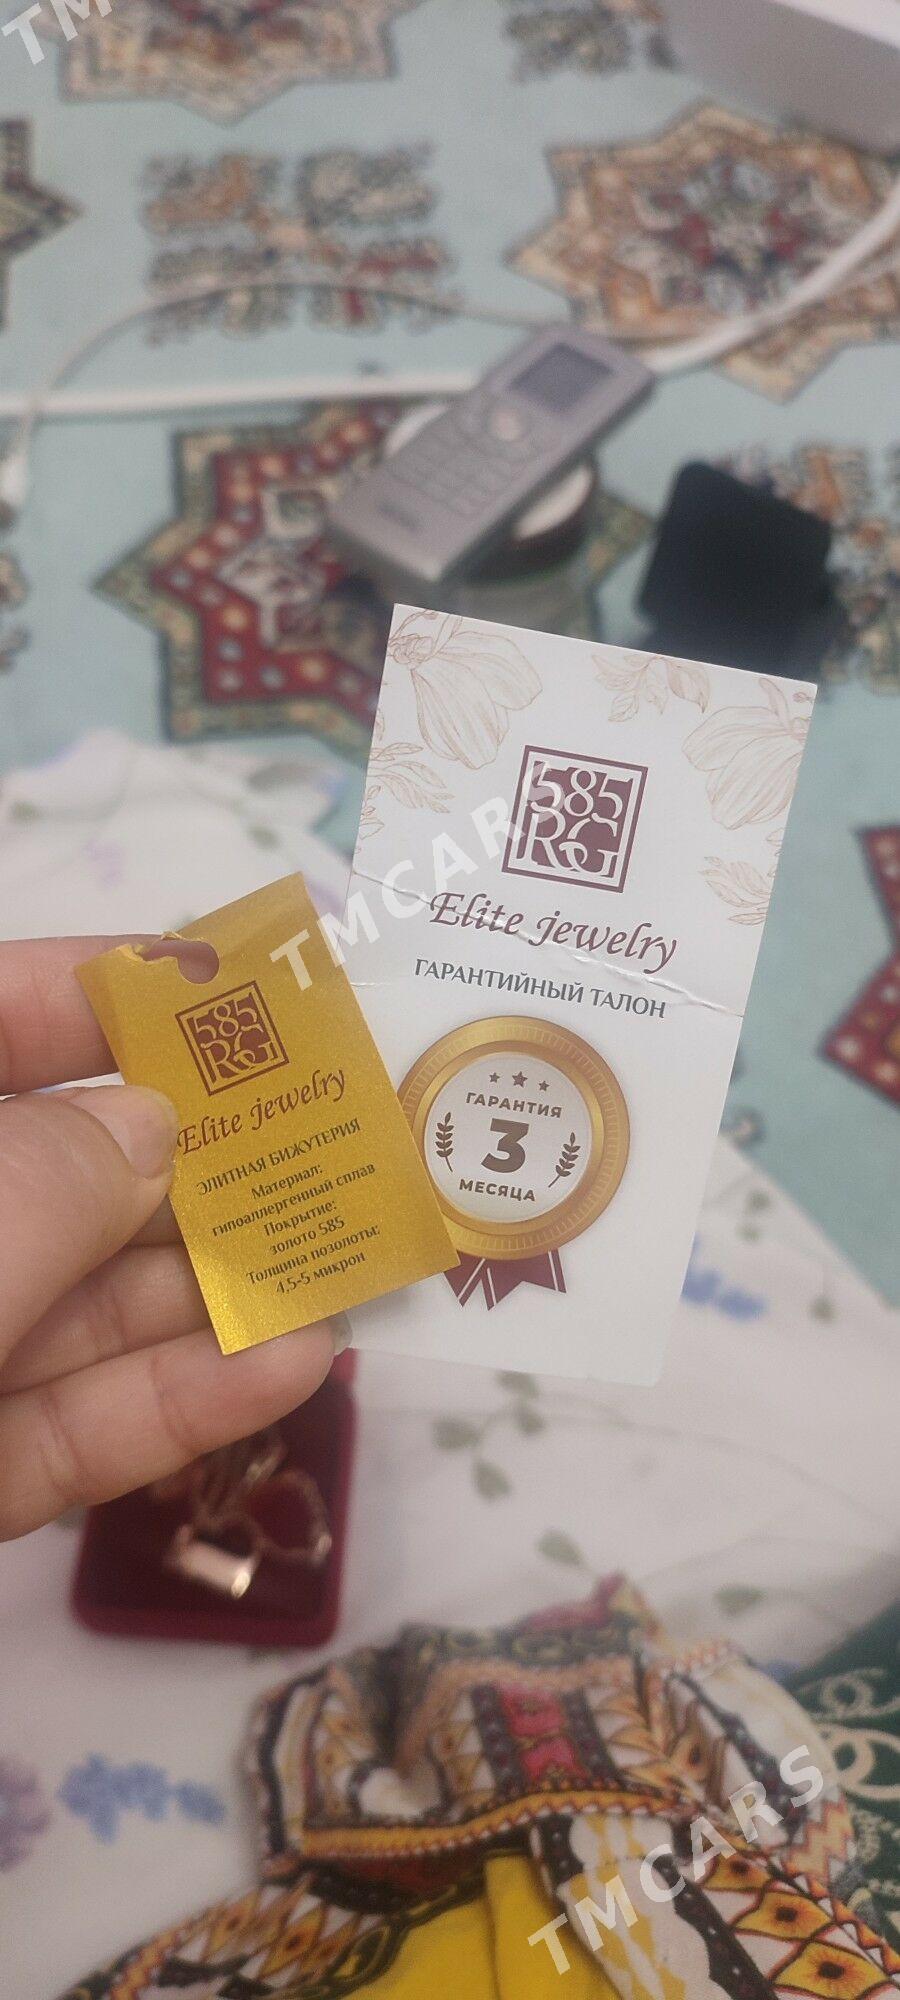 TMCARS
585
RG
Elite jewelry
ГАРАНТИЙНЫЙ ТАЛОН
ГАРАНТИЯ
3
МЕСЯЦА
585
RG
Elite jewelry
ЭЛИТНАЯ БИЖУТЕРИЯ
Материал:
гипоаллергенный сплав
Покрытие:
золото 585
Толщина позолоты:
4,5-5 микрон
TMCARS